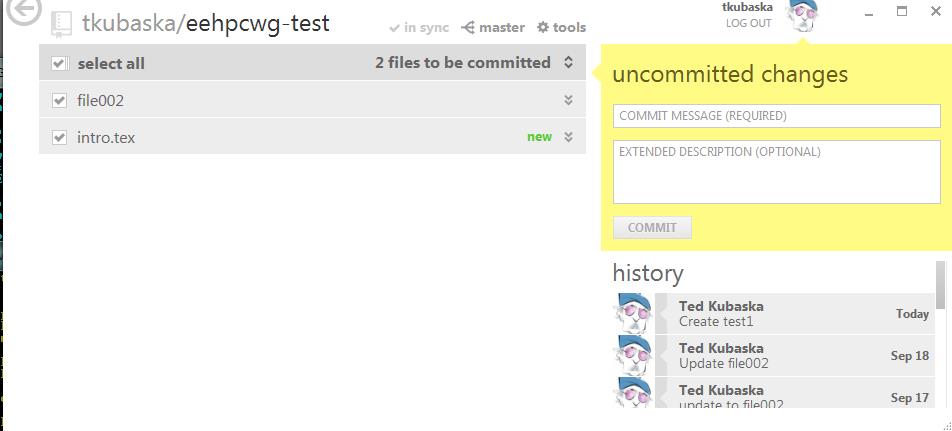 tkubaska/eehpcwg-test
in sync
master
tools
tkubaska
LOG OUT
select all
2 files to be committed
file002
intro.tex
new
uncommitted changes
COMMIT MESSAGE (REQUIRED)
EXTENDED DESCRIPTION (OPTIONAL)
COMMIT
history
Ted Kubaska
Create test1
Today
Ted Kubaska
Update file002
Sep 18
Ted Kubaska
update to file002
Sep 17